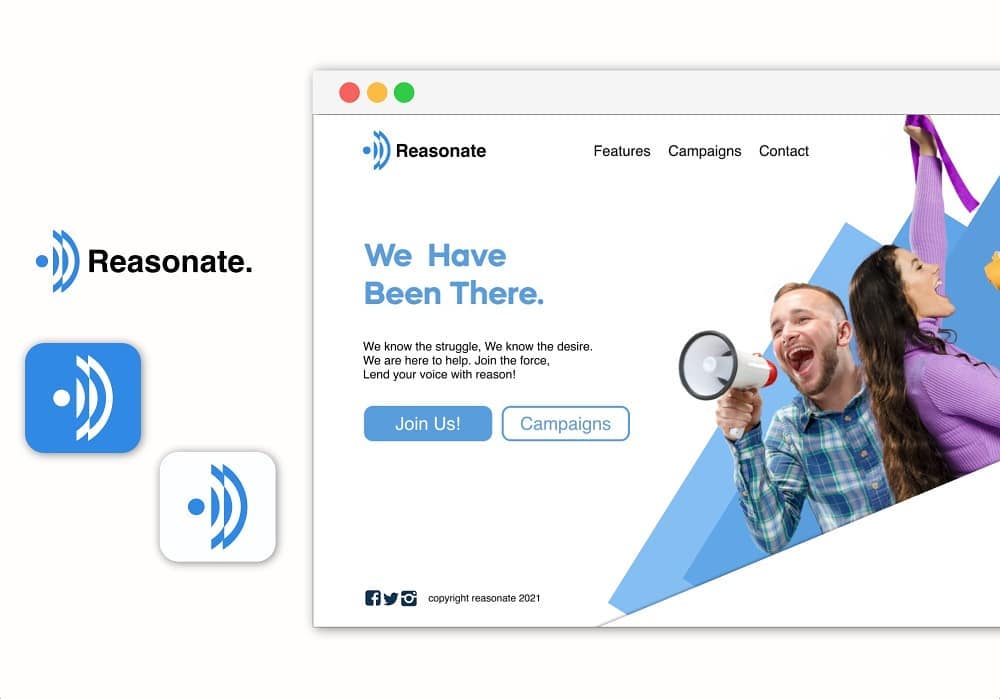 Reasonate
Features Campaigns Contact
We Have
Been There.
Reasonate.
We know the struggle, We know the desire.
We are here to help. Join the force,
Lend your voice with reason!
Join Us! Campaigns
copyright reasonate 2021